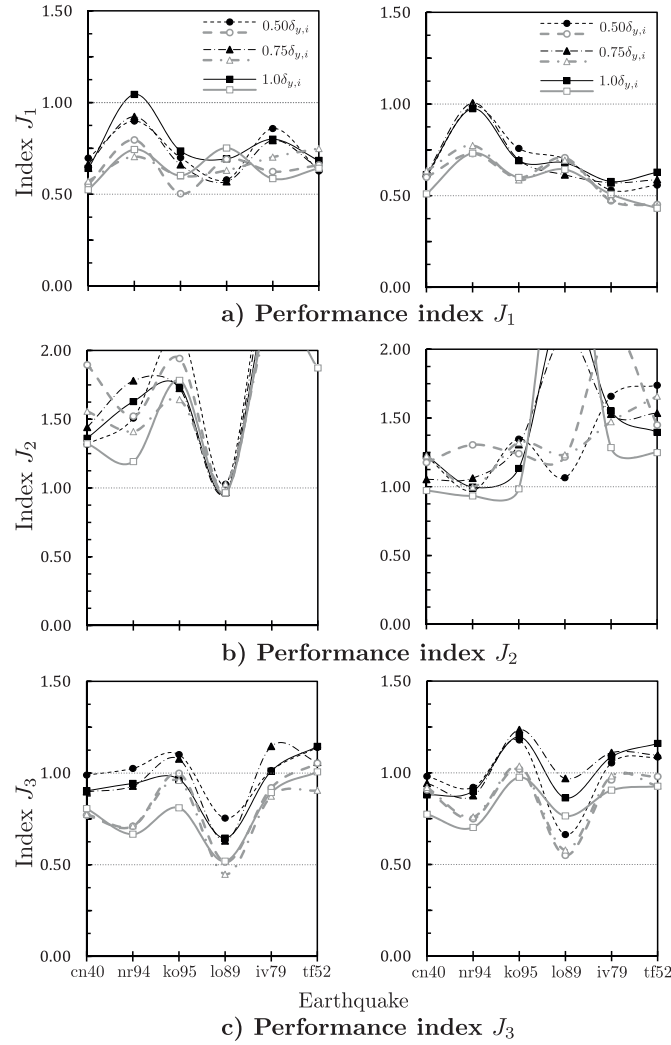 1.50
1.00
0.50
0.00
Index J₁
0.50δy,i
0.75δy,i
1.0δy,i
1.50
1.00
0.50
0.00
0.50δy,i
0.75δy,i
1.0δy,i
a) Performance index J₁
2.00
1.50
1.00
0.50
0.00
Index J₂
2.00
1.50
1.00
0.50
0.00
b) Performance index J₂
1.50
1.00
0.50
0.00
Index J₃
cn40 nr94 ko95 lo89 iv79 tf52
1.50
1.00
0.50
0.00
cn40 nr94 ko95 lo89 iv79 tf52
Earthquake
c) Performance index J₃